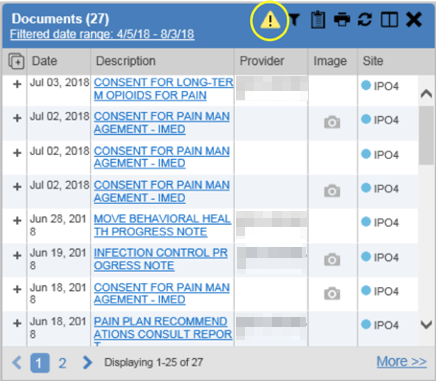 Documents (27)
Filtered date range: 4/5/18 - 8/3/18
Date Description Provider Image Site
+ Jul 03, 2018 CONSENT FOR LONG-TER IPO4
M OPIOIDS FOR PAIN
+ Jul 02, 2018 CONSENT FOR PAIN MAN IPO4
AGEMENT - IMED
+ Jul 02, 2018 CONSENT FOR PAIN MAN IPO4
AGEMENT - IMED
+ Jul 02, 2018 CONSENT FOR PAIN MAN IPO4
AGEMENT - IMED
+ Jun 28, 201 MOVE BEHAVIORAL HEAL IPO4
8 TH PROGRESS NOTE
+ Jun 19, 201 INFECTION CONTROL PR IPO4
8 OGRESS NOTE
+ Jun 18, 201 CONSENT FOR PAIN MAN IPO4
8 AGEMENT - IMED
+ Jun 18, 201 PAIN PLAN RECOMMEND IPO4
8 ATIONS CONSULT REPOR
T
< 1 2 > Displaying 1-25 of 27 More >>